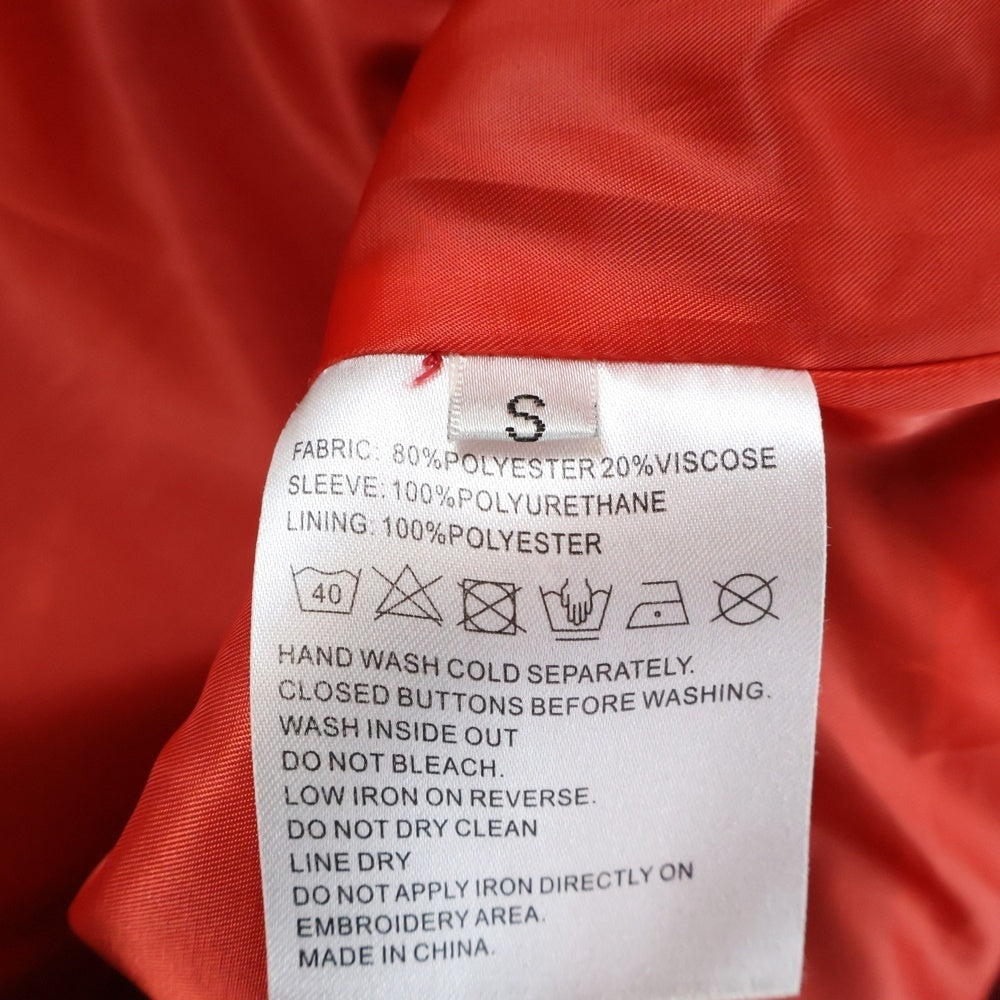 S
FABRIC: 80%POLYESTER 20%VISCOSE
SLEEVE: 100%POLYURETHANE
LINING: 100%POLYESTER
40
HAND WASH COLD SEPARATELY.
CLOSED BUTTONS BEFORE WASHING.
WASH INSIDE OUT
DO NOT BLEACH.
LOW IRON ON REVERSE.
DO NOT DRY CLEAN
LINE DRY
DO NOT APPLY IRON DIRECTLY ON
EMBROIDERY AREA.
MADE IN CHINA.